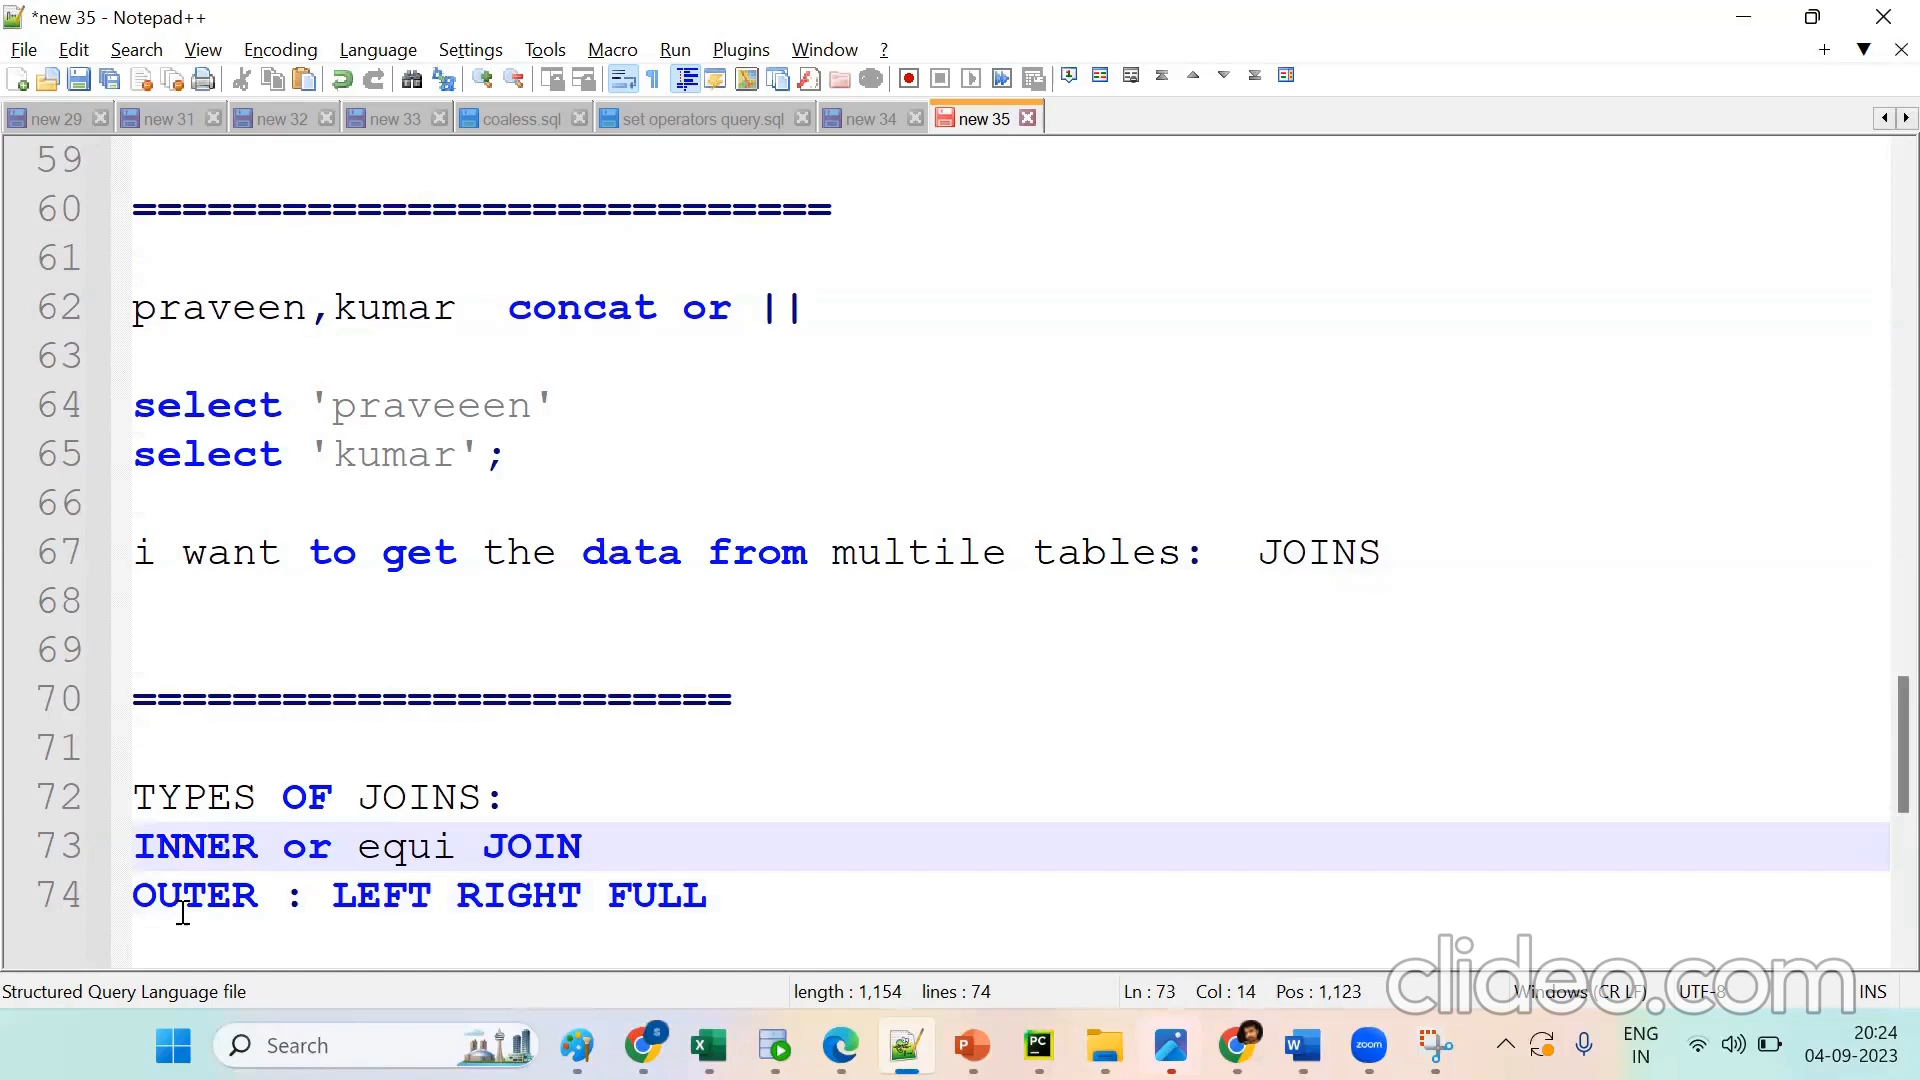 *new 35 - Notepad++
File Edit Search View Encoding Language Settings Tools Macro Run Plugins Window ?
new 29 new 31 new 32 new 33 coaless.sql set operators query.sql new 34 new 35
59
60 ============================
61
62 praveen,kumar concat or ||
63
64 select 'praveeen'
65 select 'kumar';
66
67 i want to get the data from multile tables: JOINS
68
69
70 ========================
71
72 TYPES OF JOINS:
73 INNER or equi JOIN
74 OUTER : LEFT RIGHT FULL
clideo.com
Structured Query Language file length : 1,154 lines : 74 Ln : 73 Col : 14 Pos : 1,123 Windows (CR LF) UTF-8 INS
Search PC zoom ENG IN 20:24 04-09-2023